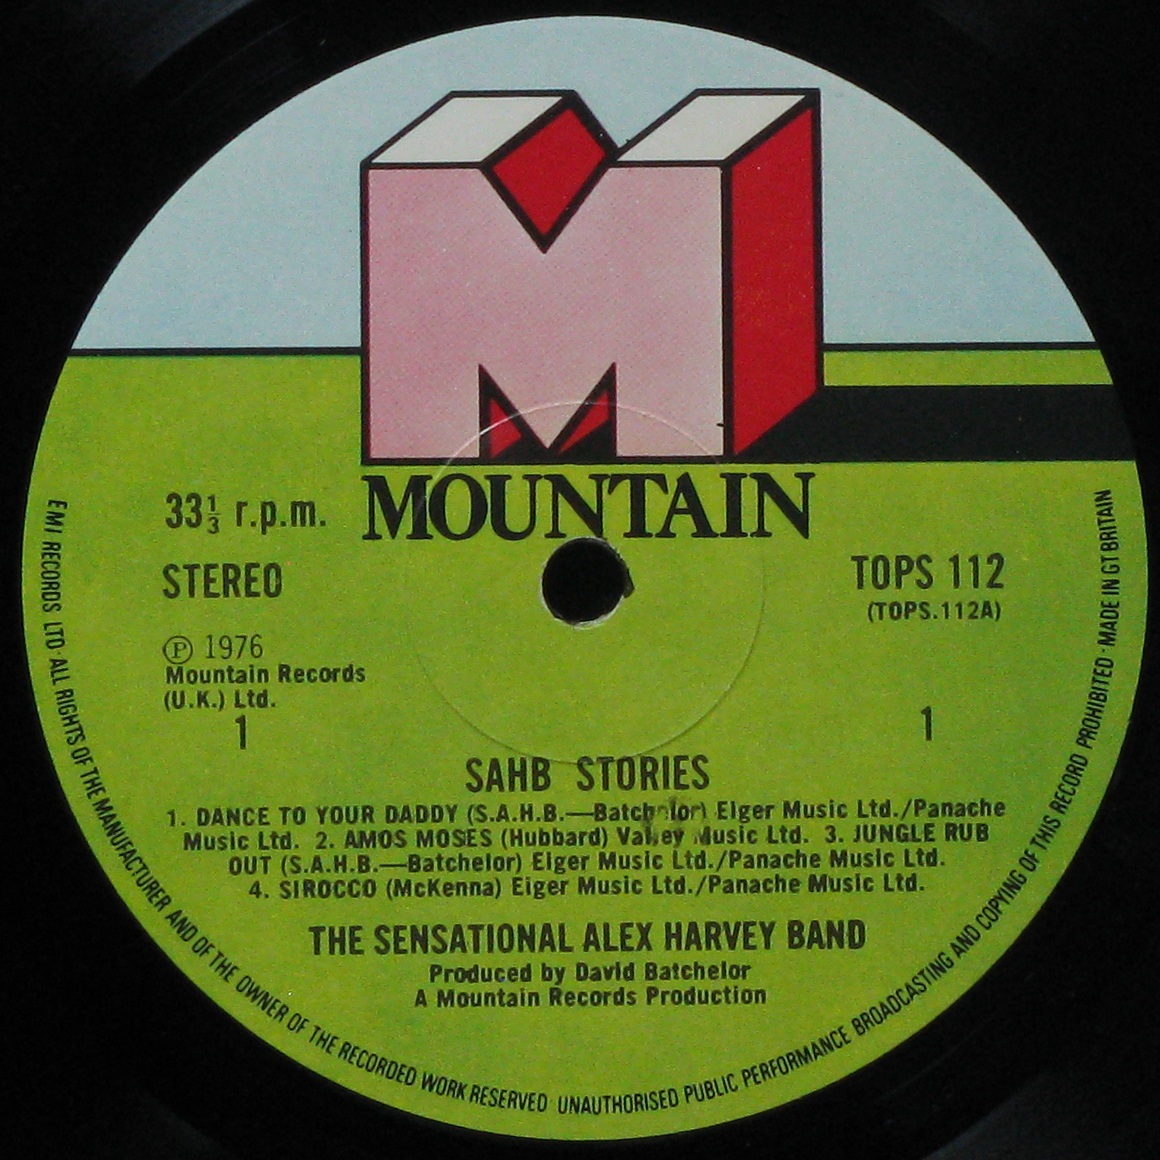 MOUNTAIN
33⅓ r.p.m.
STEREO
TOPS 112
(TOPS.112A)
℗ 1976
Mountain Records
(U.K.) Ltd.
1
1
SAHB STORIES
1. DANCE TO YOUR DADDY (S.A.H.B.—Batchelor) Eiger Music Ltd./Panache
Music Ltd. 2. AMOS MOSES (Hubbard) Valley Music Ltd. 3. JUNGLE RUB
OUT (S.A.H.B.—Batchelor) Eiger Music Ltd./Panache Music Ltd.
4. SIROCCO (McKenna) Eiger Music Ltd./Panache Music Ltd.
THE SENSATIONAL ALEX HARVEY BAND
Produced by David Batchelor
A Mountain Records Production
EMI RECORDS LTD · ALL RIGHTS OF THE MANUFACTURER AND OF THE OWNER OF THE RECORDED WORK RESERVED · UNAUTHORISED PUBLIC PERFORMANCE BROADCASTING AND COPYING OF THIS RECORD PROHIBITED · MADE IN GT BRITAIN